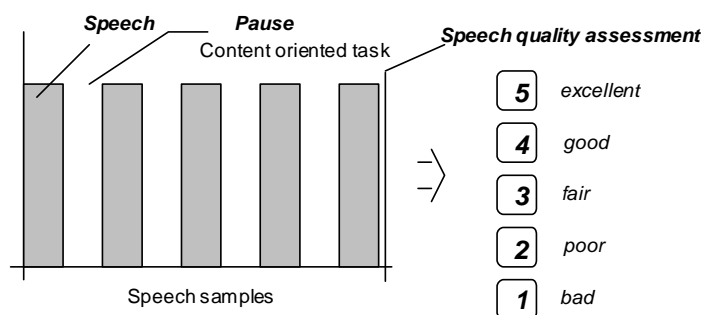 Speech
Pause
Content oriented task
Speech quality assessment
5 excellent
4 good
3 fair
2 poor
1 bad
Speech samples